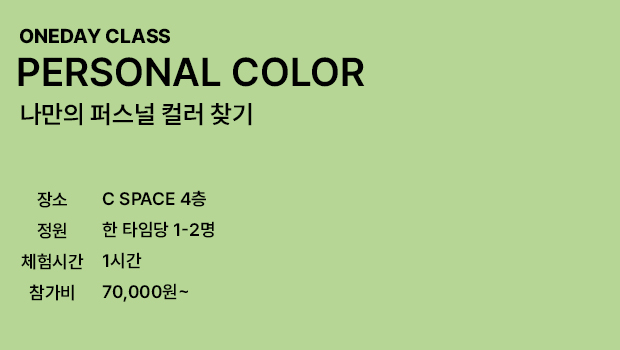 ONEDAY CLASS
PERSONAL COLOR
나만의 퍼스널 컬러 찾기
장소 C SPACE 4층
정원 한 타임당 1-2명
체험시간 1시간
참가비 70,000원~